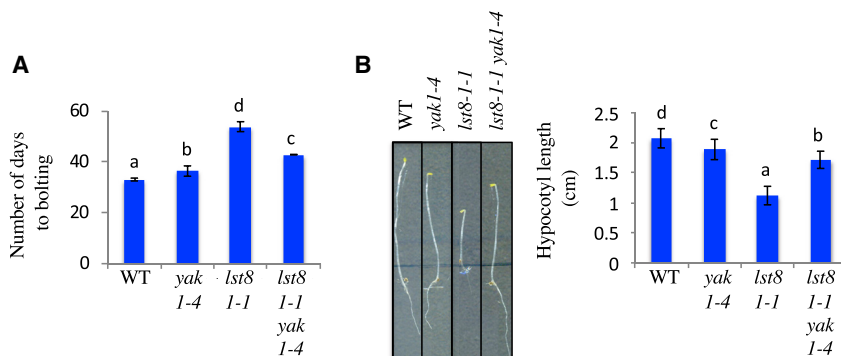 A
Number of days
to bolting
60
40
20
0
a
b
d
c
WT
yak
1-4
lst8
1-1
lst8
1-1
yak
1-4
B
WT
yak1-4
lst8-1-1
lst8-1-1 yak1-4
Hypocotyl length
(cm)
2.5
2
1.5
1
0.5
0
d
c
a
b
WT
yak
1-4
lst8
1-1
lst8
1-1
yak
1-4